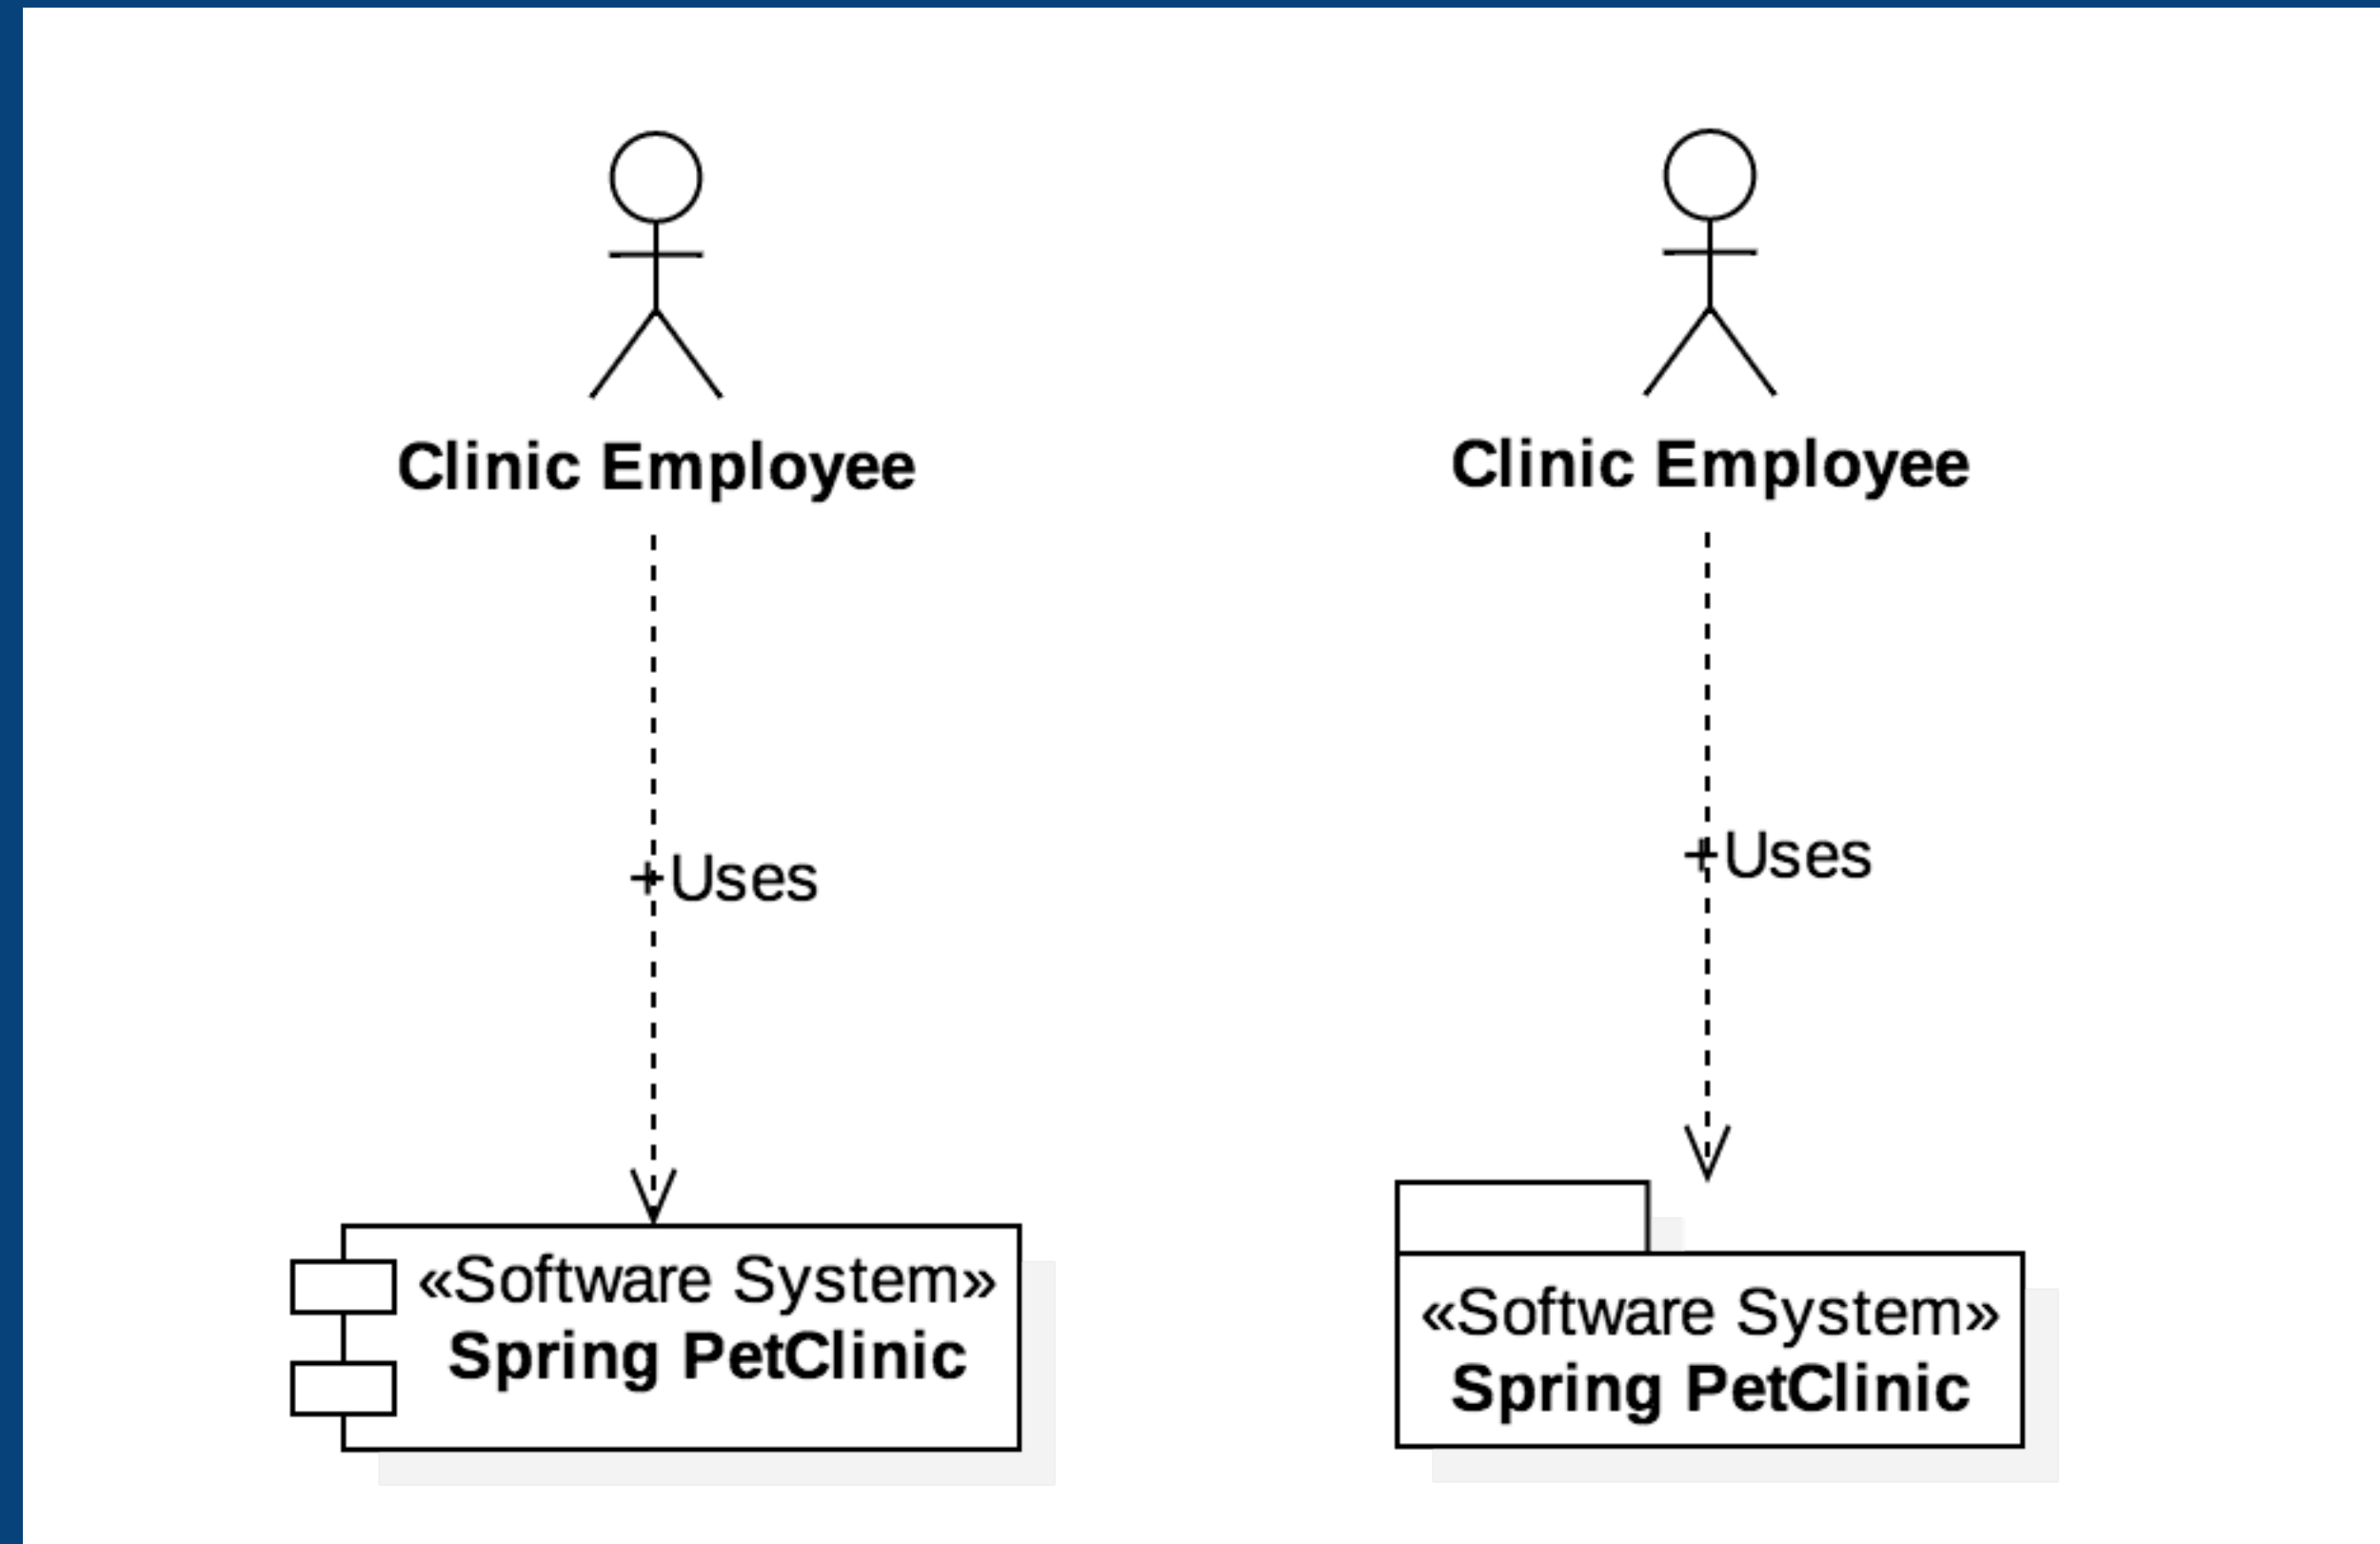 Clinic Employee
+Uses
«Software System»
Spring PetClinic
Clinic Employee
+Uses
«Software System»
Spring PetClinic